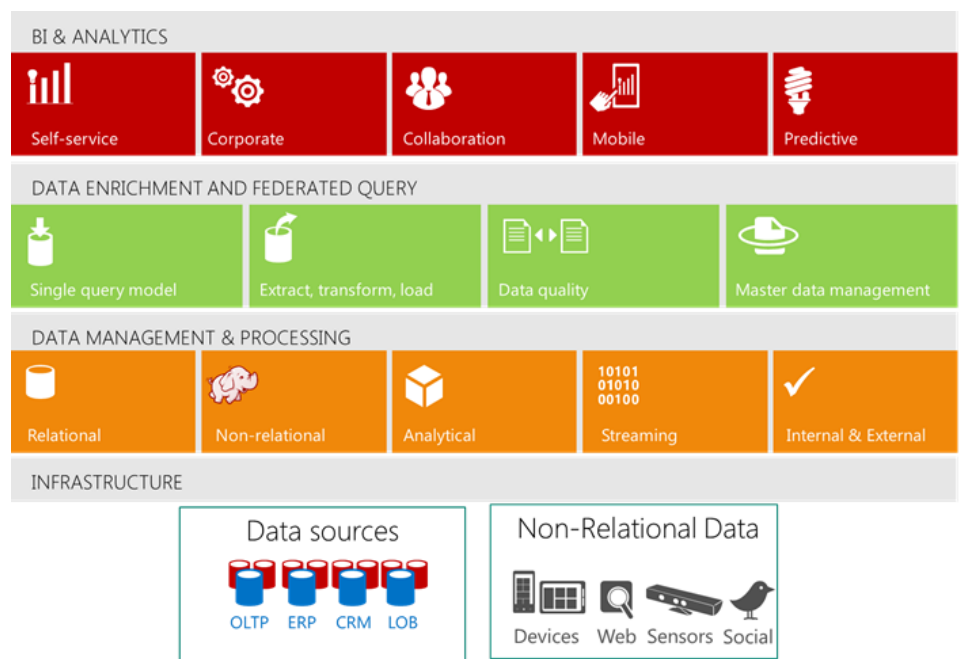 BI & ANALYTICS
Self-service
Corporate
Collaboration
Mobile
Predictive
DATA ENRICHMENT AND FEDERATED QUERY
Single query model
Extract, transform, load
Data quality
Master data management
DATA MANAGEMENT & PROCESSING
10101
01010
00100
Relational
Non-relational
Analytical
Streaming
Internal & External
INFRASTRUCTURE
Data sources
OLTP ERP CRM LOB
Non-Relational Data
Devices Web Sensors Social